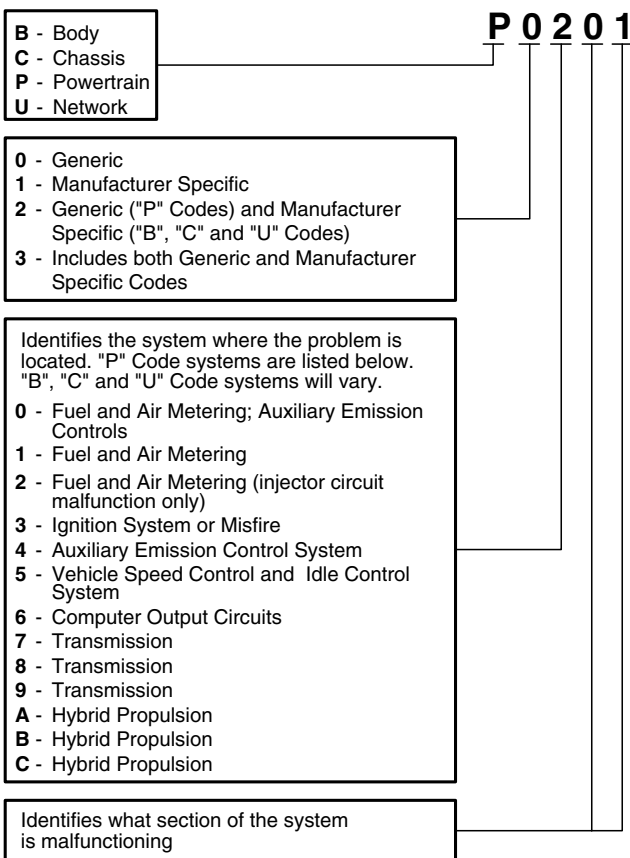 P 0 2 0 1
B - Body
C - Chassis
P - Powertrain
U - Network
0 - Generic
1 - Manufacturer Specific
2 - Generic ("P" Codes) and Manufacturer
Specific ("B", "C" and "U" Codes)
3 - Includes both Generic and Manufacturer
Specific Codes
Identifies the system where the problem is
located. "P" Code systems are listed below.
"B", "C" and "U" Code systems will vary.
0 - Fuel and Air Metering; Auxiliary Emission
Controls
1 - Fuel and Air Metering
2 - Fuel and Air Metering (injector circuit
malfunction only)
3 - Ignition System or Misfire
4 - Auxiliary Emission Control System
5 - Vehicle Speed Control and Idle Control
System
6 - Computer Output Circuits
7 - Transmission
8 - Transmission
9 - Transmission
A - Hybrid Propulsion
B - Hybrid Propulsion
C - Hybrid Propulsion
Identifies what section of the system
is malfunctioning